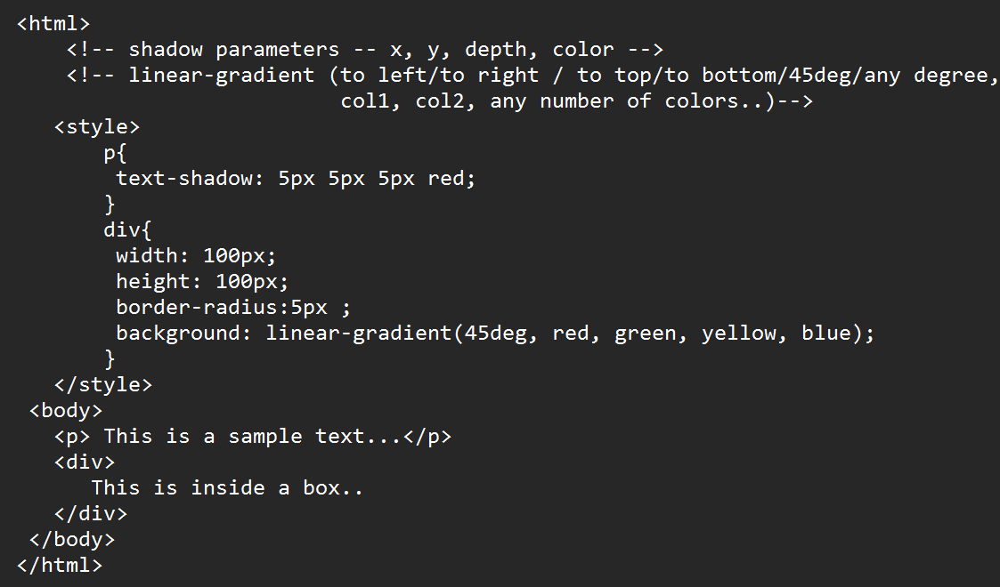 <html>
<!-- shadow parameters -- x, y, depth, color -->
<!-- linear-gradient (to left/to right / to top/to bottom/45deg/any degree,
col1, col2, any number of colors..)-->
<style>
p{
text-shadow: 5px 5px 5px red;
}
div{
width: 100px;
height: 100px;
border-radius:5px ;
background: linear-gradient(45deg, red, green, yellow, blue);
}
</style>
<body>
<p> This is a sample text...</p>
<div>
This is inside a box..
</div>
</body>
</html>